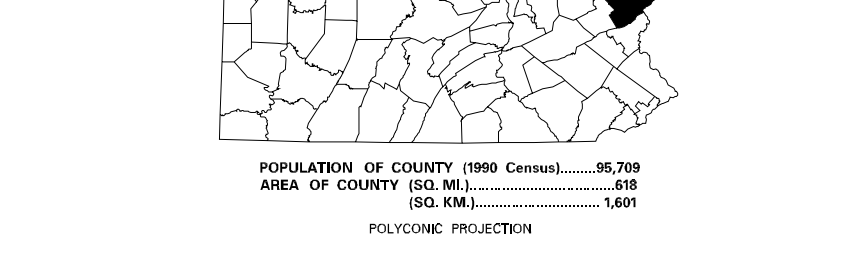 POPULATION OF COUNTY (1990 Census).........95,709
AREA OF COUNTY (SQ. MI.)......................................618
(SQ. KM.)................................. 1,601
POLYCONIC PROJECTION